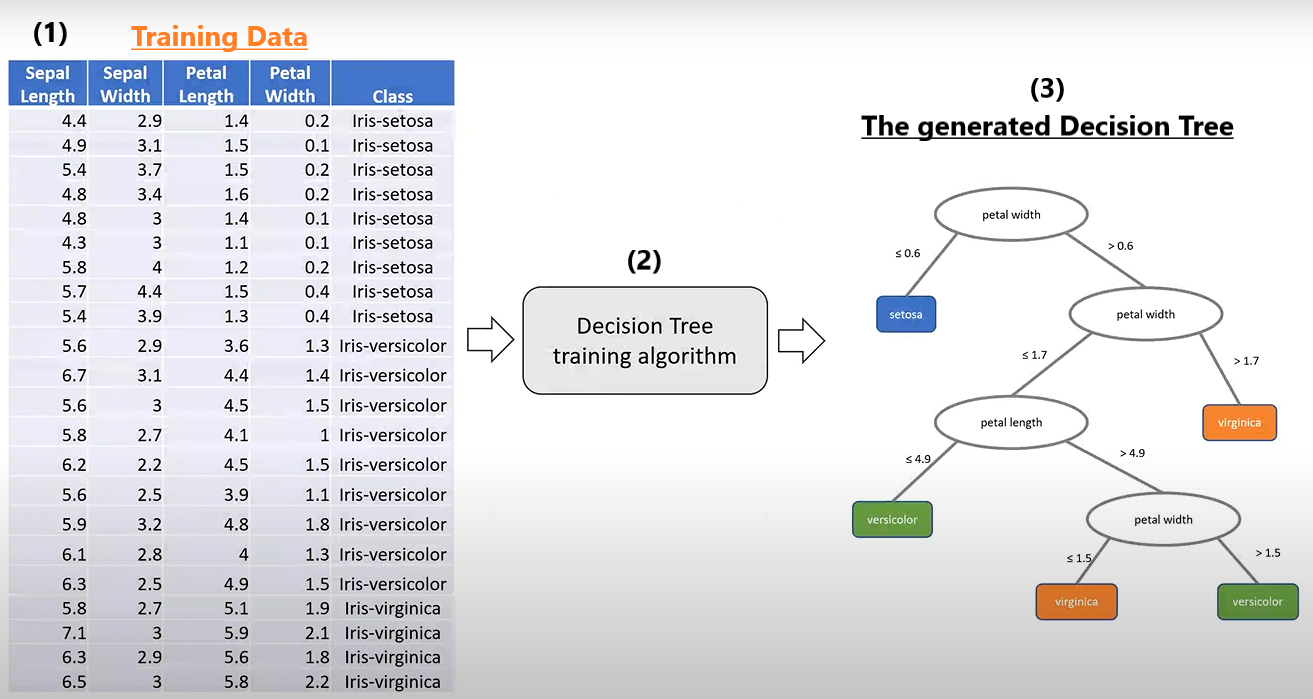 (1)
Training Data
Sepal Length Sepal Width Petal Length Petal Width Class
4.4 2.9 1.4 0.2 Iris-setosa
4.9 3.1 1.5 0.1 Iris-setosa
5.4 3.7 1.5 0.2 Iris-setosa
4.8 3.4 1.6 0.2 Iris-setosa
4.8 3 1.4 0.1 Iris-setosa
4.3 3 1.1 0.1 Iris-setosa
5.8 4 1.2 0.2 Iris-setosa
5.7 4.4 1.5 0.4 Iris-setosa
5.4 3.9 1.3 0.4 Iris-setosa
5.6 2.9 3.6 1.3 Iris-versicolor
6.7 3.1 4.4 1.4 Iris-versicolor
5.6 3 4.5 1.5 Iris-versicolor
5.8 2.7 4.1 1 Iris-versicolor
6.2 2.2 4.5 1.5 Iris-versicolor
5.6 2.5 3.9 1.1 Iris-versicolor
5.9 3.2 4.8 1.8 Iris-versicolor
6.1 2.8 4 1.3 Iris-versicolor
6.3 2.5 4.9 1.5 Iris-versicolor
5.8 2.7 5.1 1.9 Iris-virginica
7.1 3 5.9 2.1 Iris-virginica
6.3 2.9 5.6 1.8 Iris-virginica
6.5 3 5.8 2.2 Iris-virginica
(2)
Decision Tree
training algorithm
(3)
The generated Decision Tree
petal width
≤ 0.6
> 0.6
setosa
petal width
≤ 1.7
> 1.7
petal length
virginica
≤ 4.9
> 4.9
versicolor
petal width
≤ 1.5
> 1.5
virginica
versicolor